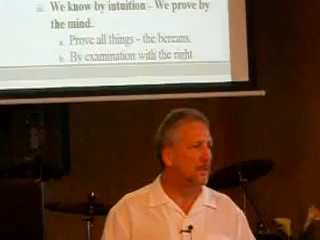 iii. We know by intuition - We prove by
the mind.
a. Prove all things - the bereans.
b. By examination with the right